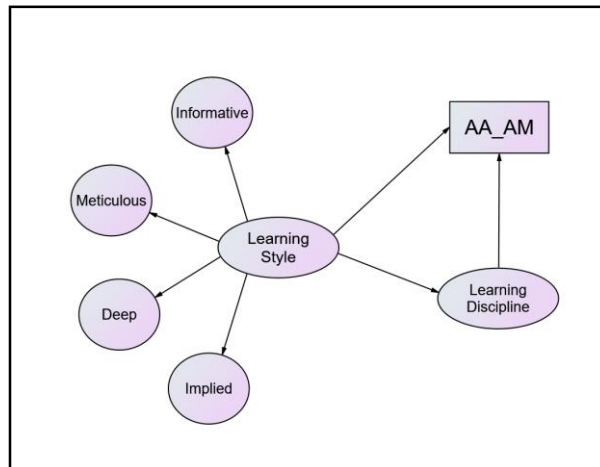 Informative
AA_AM
Meticulous
Learning
Style
Learning
Discipline
Deep
Implied